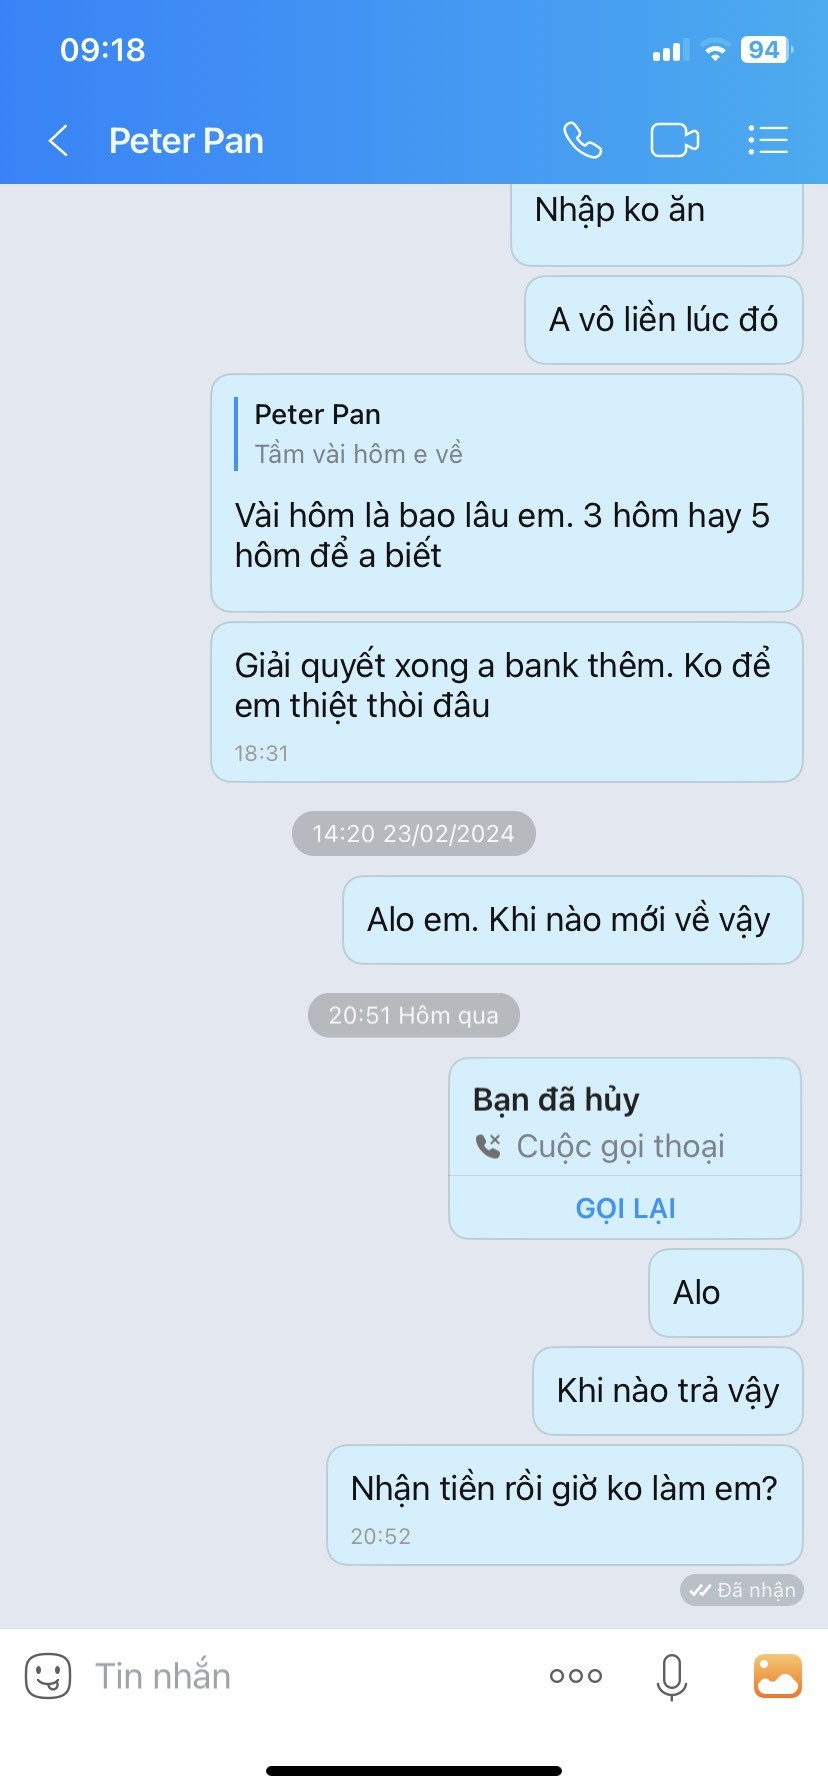 09:18
94
Peter Pan
Nhập ko ăn
A vô liền lúc đó
Peter Pan
Tầm vài hôm e về
Vài hôm là bao lâu em. 3 hôm hay 5
hôm để a biết
Giải quyết xong a bank thêm. Ko để
em thiệt thòi đâu
18:31
14:20 23/02/2024
Alo em. Khi nào mới về vậy
20:51 Hôm qua
Bạn đã hủy
Cuộc gọi thoại
GỌI LẠI
Alo
Khi nào trả vậy
Nhận tiền rồi giờ ko làm em?
20:52
Đã nhận
Tin nhắn